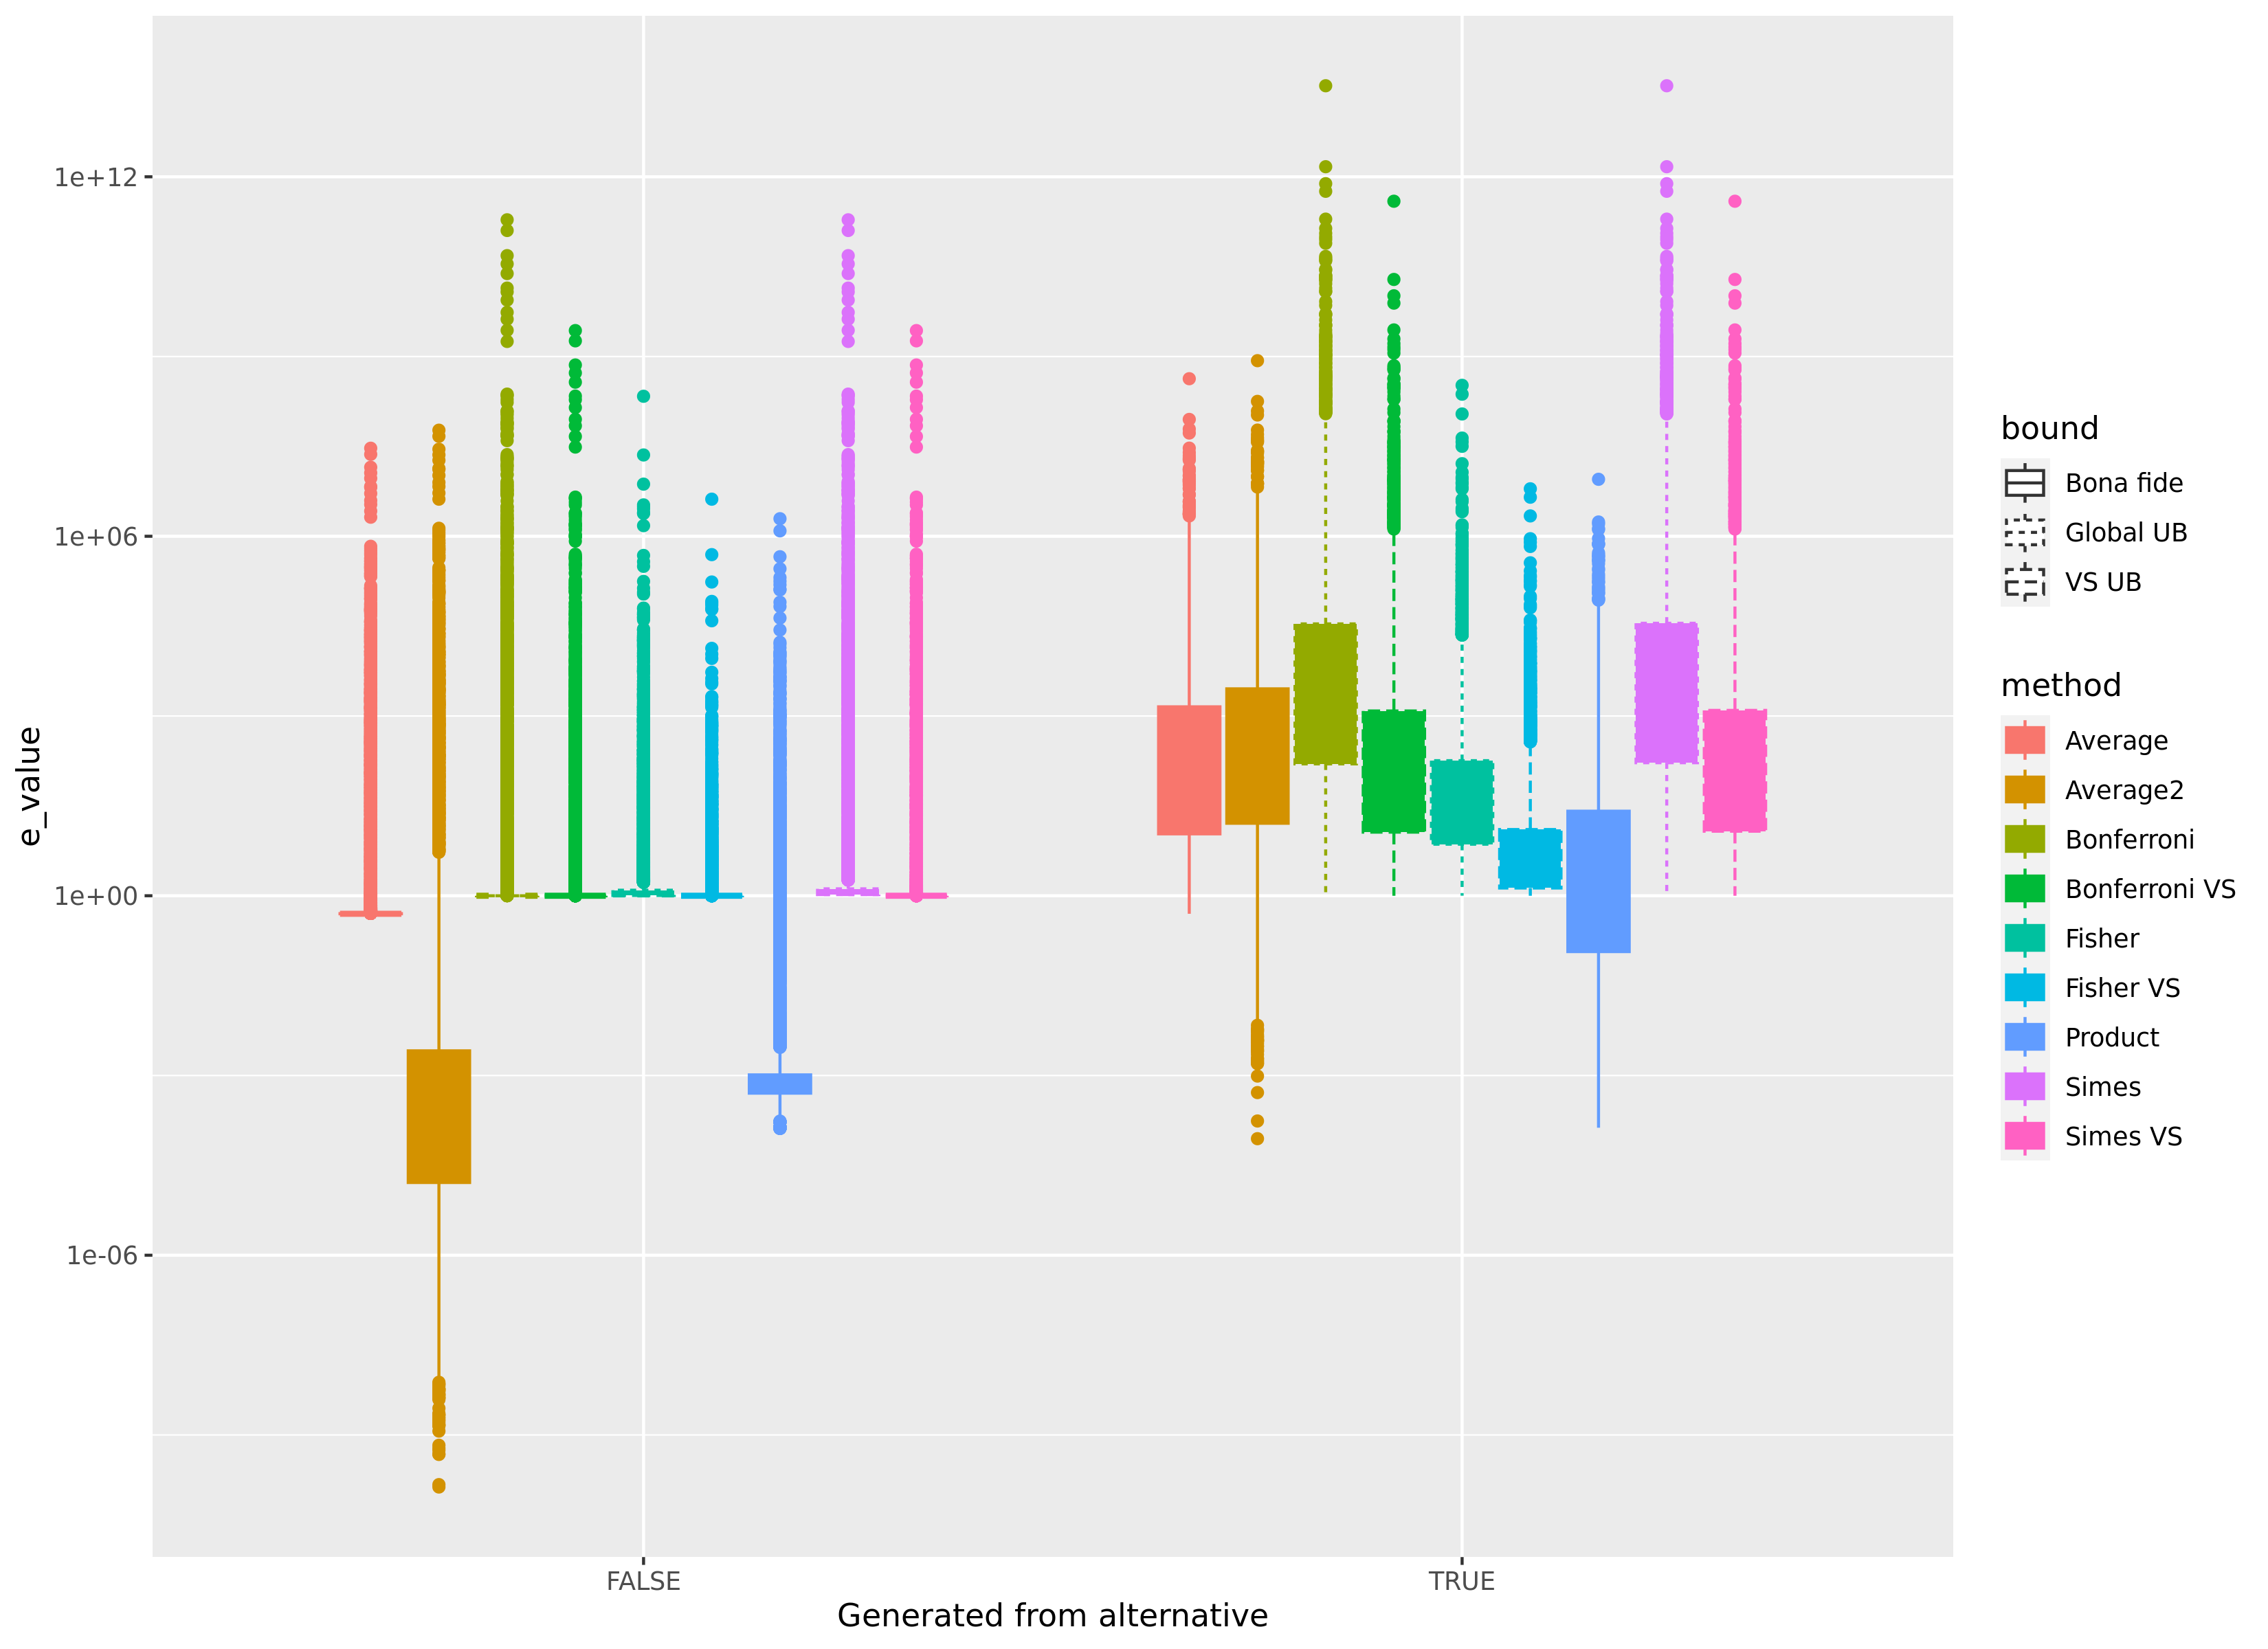 e_value
1e+12
1e+06
1e+00
1e-06
FALSE
TRUE
Generated from alternative
bound
Bona fide
Global UB
VS UB
method
Average
Average2
Bonferroni
Bonferroni VS
Fisher
Fisher VS
Product
Simes
Simes VS